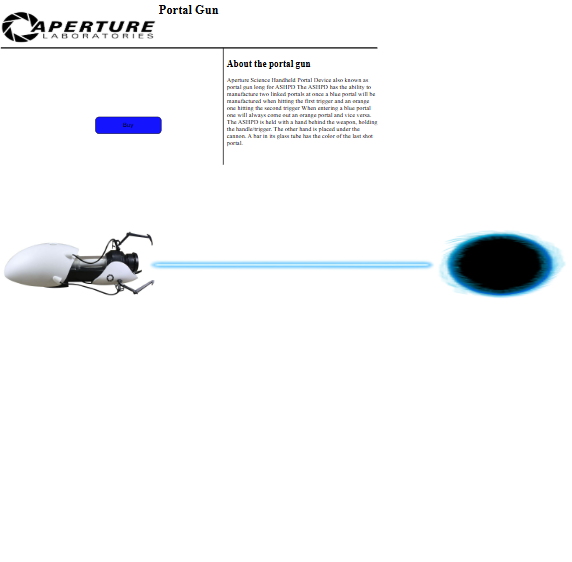 Portal Gun
APERTURE
LABORATORIES
About the portal gun
Aperture Science Handheld Portal Device also known as
portal gun long for ASHPD The ASHPD has the ability to
manufacture two linked portals at once a blue portal will be
manufactured when hitting the first trigger and an orange
one hitting the second trigger When entering a blue portal
one will always come out an orange portal and vice versa.
The ASHPD is held with a hand behind the weapon, holding
the handle/trigger. The other hand is placed under the
cannon. A bar in its glass tube has the color of the last shot
portal.